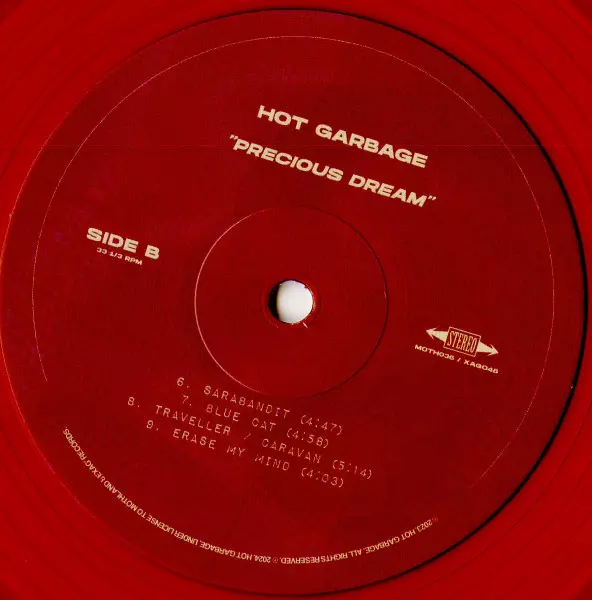 HOT GARBAGE
"PRECIOUS DREAM"
SIDE B
33 1/3 RPM
STEREO
MOTH036 / XAG048
6. SARABANDIT (4:47)
7. BLUE CAT (4:58)
8. TRAVELLER / CARAVAN (5:14)
9. ERASE MY MIND (4:03)
℗ 2023 HOT GARBAGE. ALL RIGHTS RESERVED. ℗ 2024, HOT GARBAGE, UNDER LICENSE TO MOTHLAND & EXAG' RECORDS.